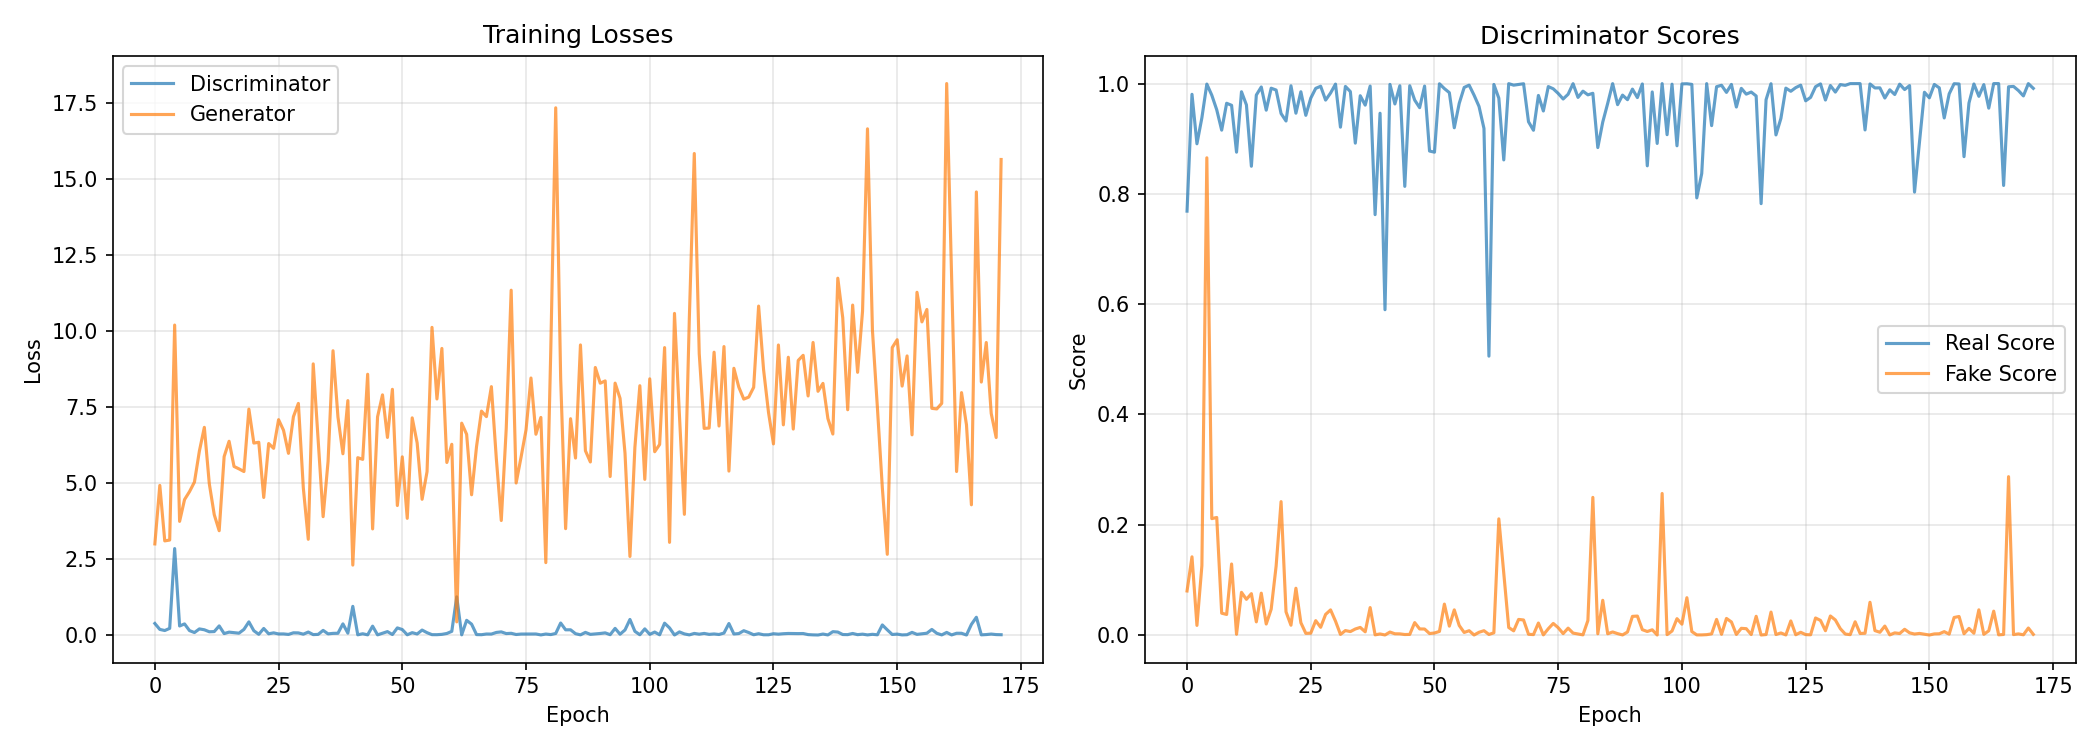 Training Losses
Discriminator
Generator
17.5
15.0
12.5
10.0
7.5
5.0
2.5
0.0
Loss
0 25 50 75 100 125 150 175
Epoch
Discriminator Scores
1.0
0.8
0.6
0.4
0.2
0.0
Score
Real Score
Fake Score
0 25 50 75 100 125 150 175
Epoch